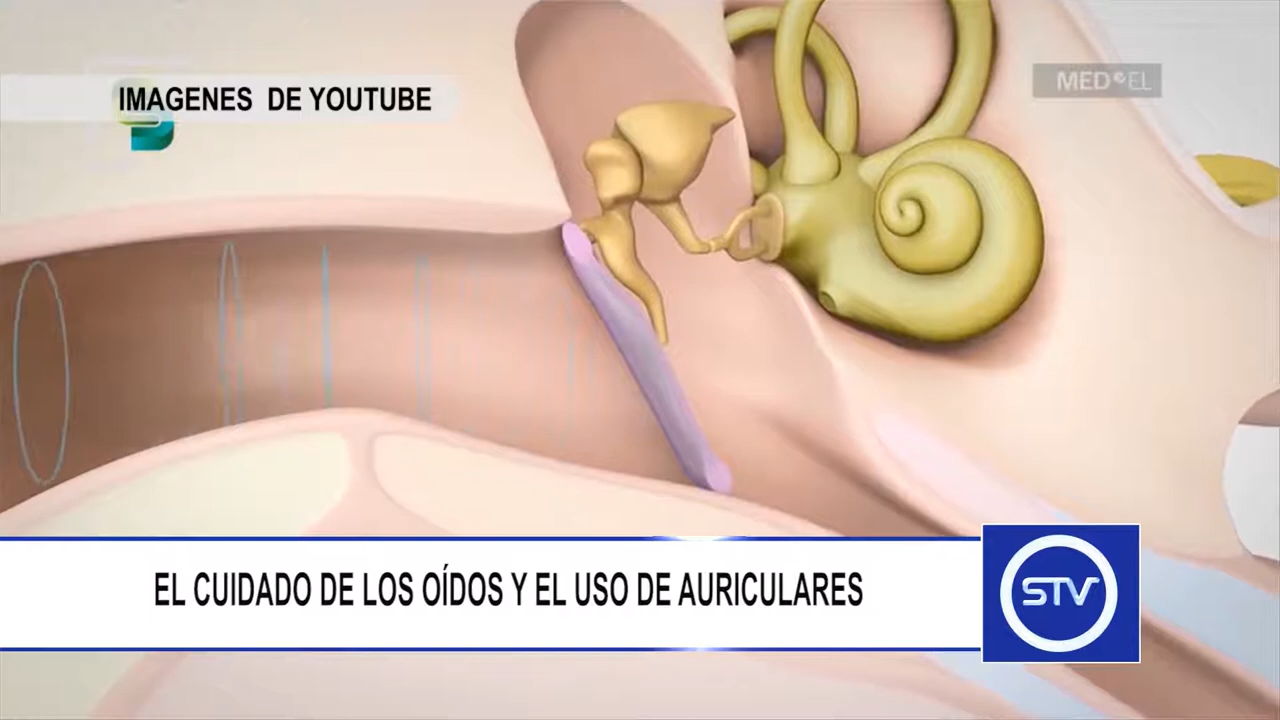 IMAGENES DE YOUTUBE
MED-EL
EL CUIDADO DE LOS OÍDOS Y EL USO DE AURICULARES
STV